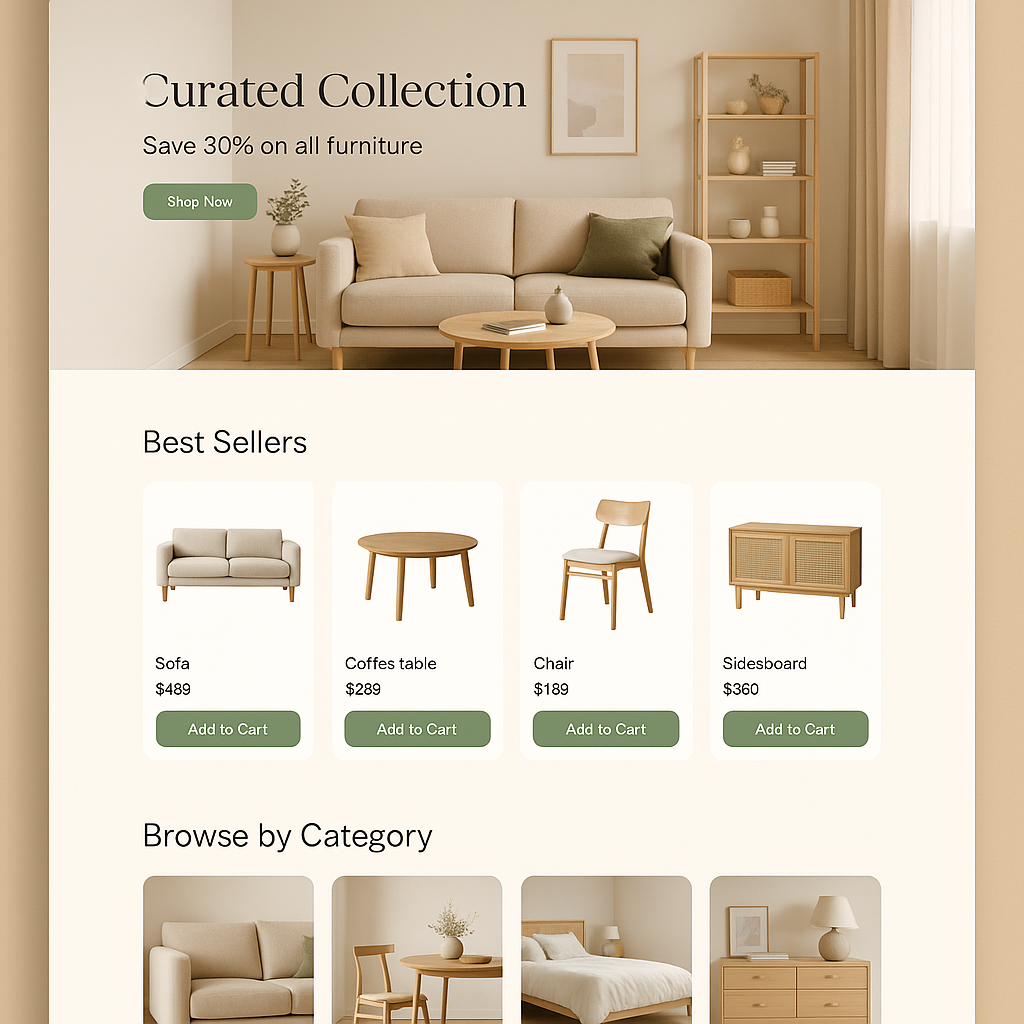 Curated Collection
Save 30% on all furniture
Shop Now
Best Sellers
Sofa
$489
Add to Cart
Coffes table
$289
Add to Cart
Chair
$189
Add to Cart
Sidesboard
$360
Add to Cart
Browse by Category